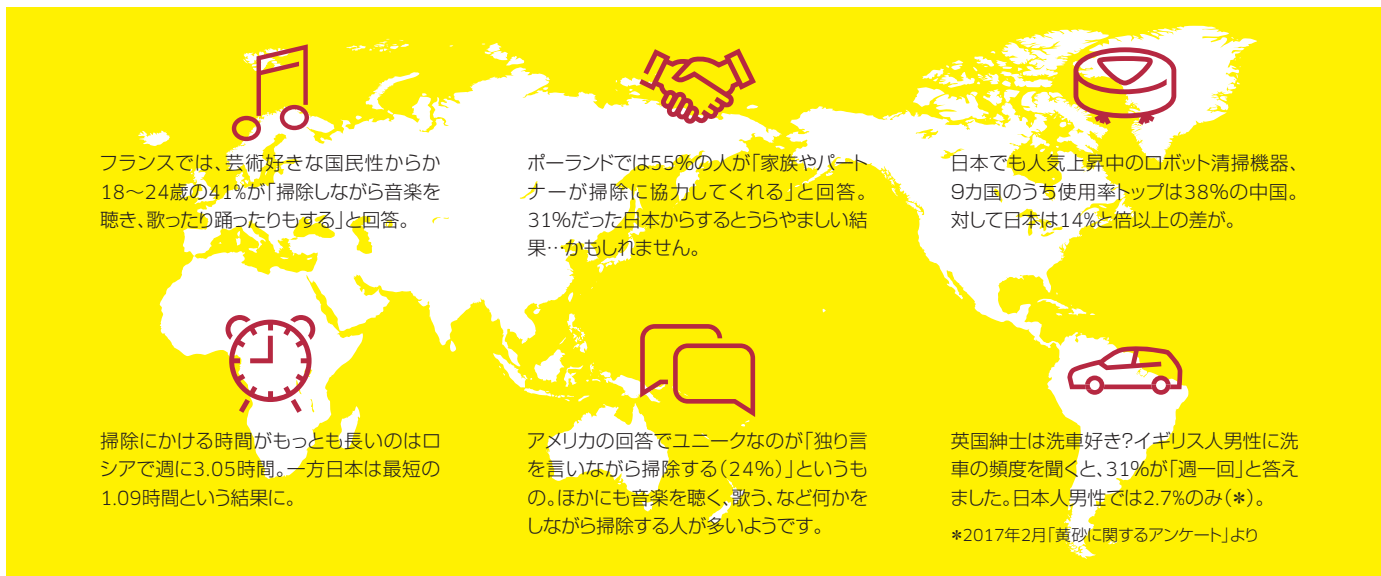 フランスでは、芸術好きな国民性からか
18〜24歳の41%が「掃除しながら音楽を
聴き、歌ったり踊ったりもする」と回答。
ポーランドでは55%の人が「家族やパート
ナーが掃除に協力してくれる」と回答。
31%だった日本からするとうらやましい結
果…かもしれません。
日本でも人気上昇中のロボット清掃機器、
9カ国のうち使用率トップは38%の中国。
対して日本は14%と倍以上の差が。
掃除にかける時間がもっとも長いのはロ
シアで週に3.05時間。一方日本は最短の
1.09時間という結果に。
アメリカの回答でユニークなのが「独り言
を言いながら掃除する(24%)」というも
の。ほかにも音楽を聴く、歌う、など何かを
しながら掃除する人が多いようです。
英国紳士は洗車好き?イギリス人男性に洗
車の頻度を聞くと、31%が「週一回」と答え
ました。日本人男性では2.7%のみ(*)。
*2017年2月「黄砂に関するアンケート」より